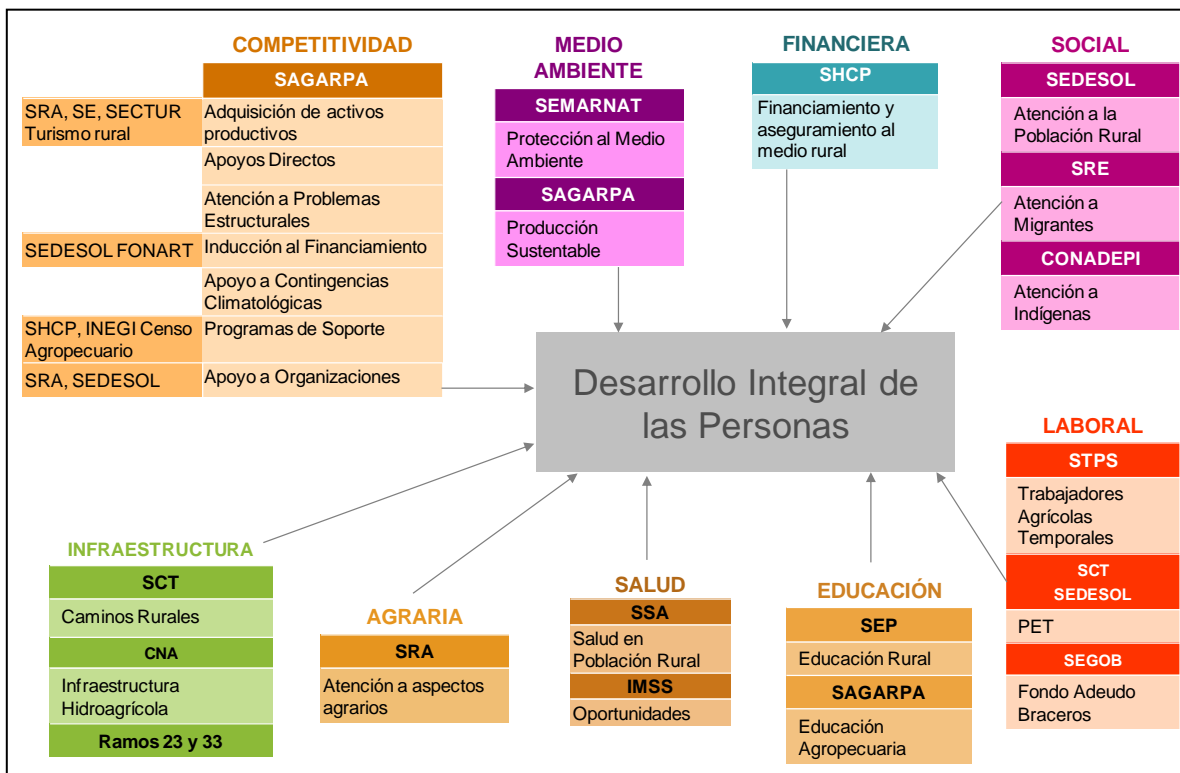 COMPETITIVIDAD
SAGARPA
SRA, SE, SECTUR
Turismo rural
Adquisición de activos
productivos
Apoyos Directos
Atención a Problemas
Estructurales
SEDESOL FONART
Inducción al Financiamiento
Apoyo a Contingencias
Climatológicas
SHCP, INEGI Censo
Agropecuario
Programas de Soporte
SRA, SEDESOL
Apoyo a Organizaciones
MEDIO
AMBIENTE
SEMARNAT
Protección al Medio
Ambiente
SAGARPA
Producción
Sustentable
FINANCIERA
SHCP
Financiamiento y
aseguramiento al
medio rural
SOCIAL
SEDESOL
Atención a la
Población Rural
SRE
Atención a
Migrantes
CONADEPI
Atención a
Indígenas
Desarrollo Integral de
las Personas
INFRAESTRUCTURA
SCT
Caminos Rurales
CNA
Infraestructura
Hidroagrícola
Ramos 23 y 33
AGRARIA
SRA
Atención a aspectos
agrarios
SALUD
SSA
Salud en
Población Rural
IMSS
Oportunidades
EDUCACIÓN
SEP
Educación Rural
SAGARPA
Educación
Agropecuaria
LABORAL
STPS
Trabajadores
Agrícolas
Temporales
SCT
SEDESOL
PET
SEGOB
Fondo Adeudo
Braceros